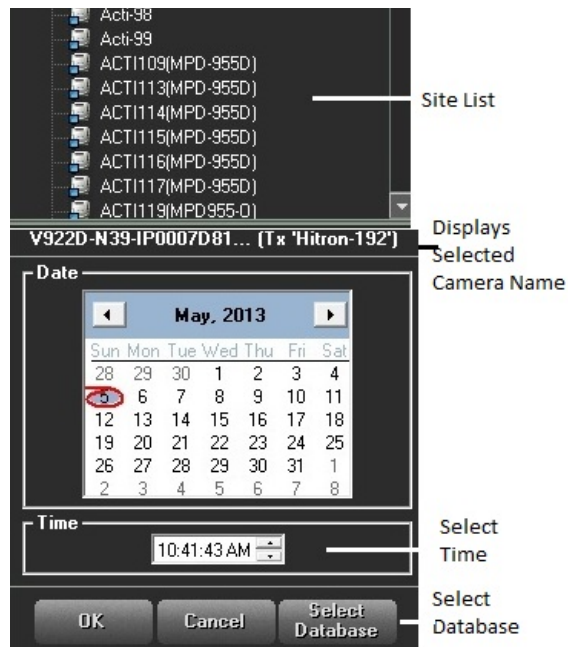 Acti-98
Acti-99
ACTI109(MPD-955D)
ACTI113(MPD-955D)
ACTI114(MPD-955D)
ACTI115(MPD-955D)
ACTI116(MPD-955D)
ACTI117(MPD-955D)
ACTI119(MPD955-O)
Site List
V922D-N39-IP0007D81... (Tx 'Hitron-192')
Displays
Selected
Camera Name
Date
May, 2013
Sun Mon Tue Wed Thu Fri Sat
28 29 30 1 2 3 4
5 6 7 8 9 10 11
12 13 14 15 16 17 18
19 20 21 22 23 24 25
26 27 28 29 30 31 1
2 3 4 5 6 7 8
Time
10:41:43 AM
Select
Time
OK Cancel Select Database
Select
Database